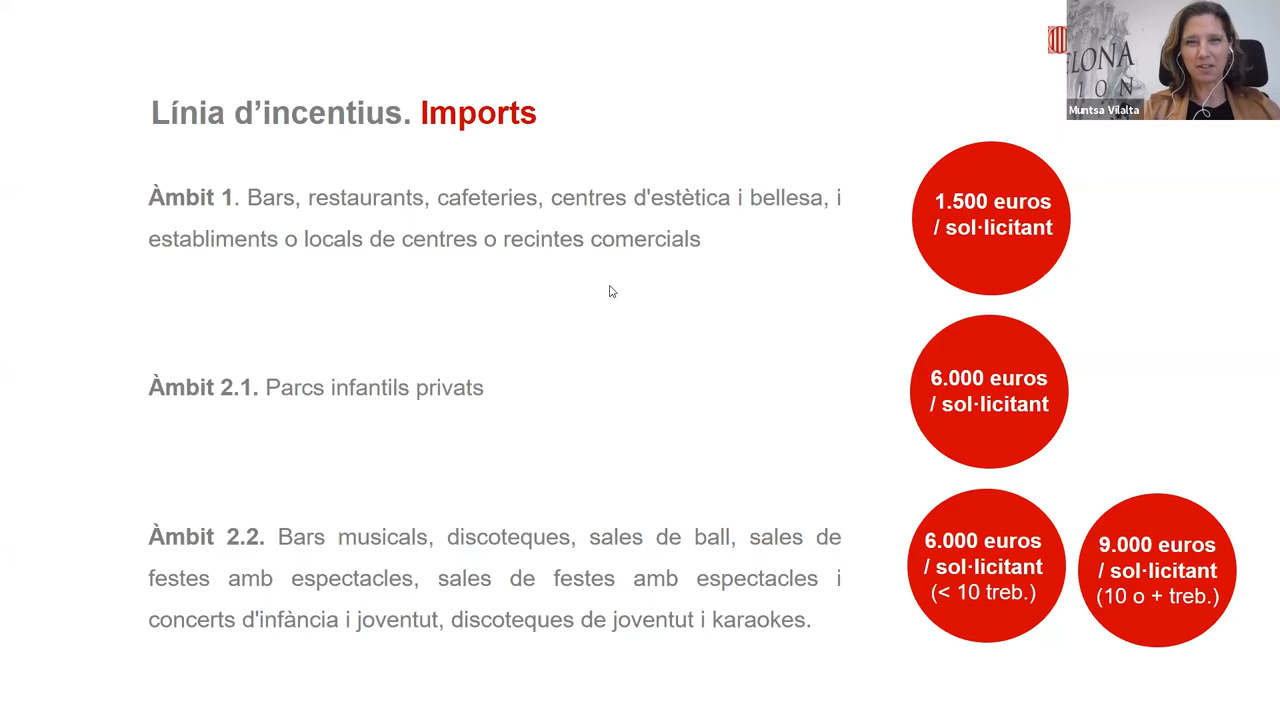 Línia d’incentius. Imports
Àmbit 1. Bars, restaurants, cafeteries, centres d'estètica i bellesa, i
establiments o locals de centres o recintes comercials
1.500 euros
/ sol·licitant
Àmbit 2.1. Parcs infantils privats
6.000 euros
/ sol·licitant
Àmbit 2.2. Bars musicals, discoteques, sales de ball, sales de
festes amb espectacles, sales de festes amb espectacles i
concerts d'infància i joventut, discoteques de joventut i karaokes.
6.000 euros
/ sol·licitant
(< 10 treb.)
9.000 euros
/ sol·licitant
(10 o + treb.)
ELONA
ION
Muntsa Vilalta